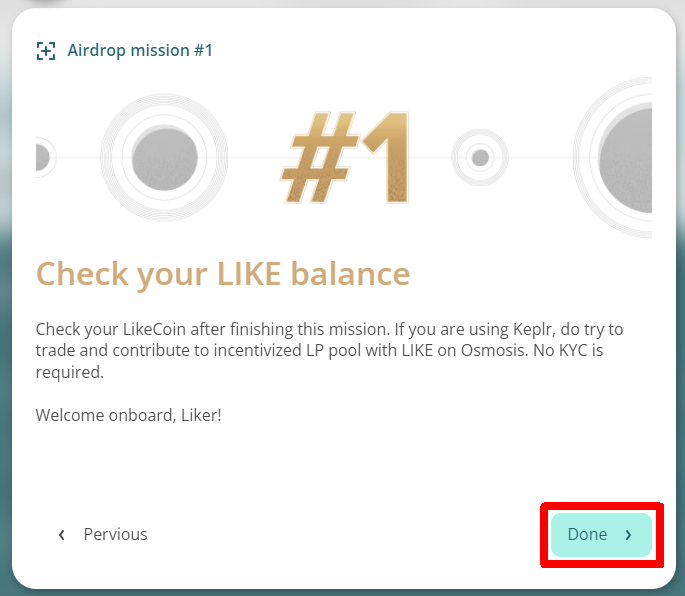 Airdrop mission #1
#1
Check your LIKE balance
Check your LikeCoin after finishing this mission. If you are using Keplr, do try to
trade and contribute to incentivized LP pool with LIKE on Osmosis. No KYC is
required.
Welcome onboard, Liker!
Pervious
Done